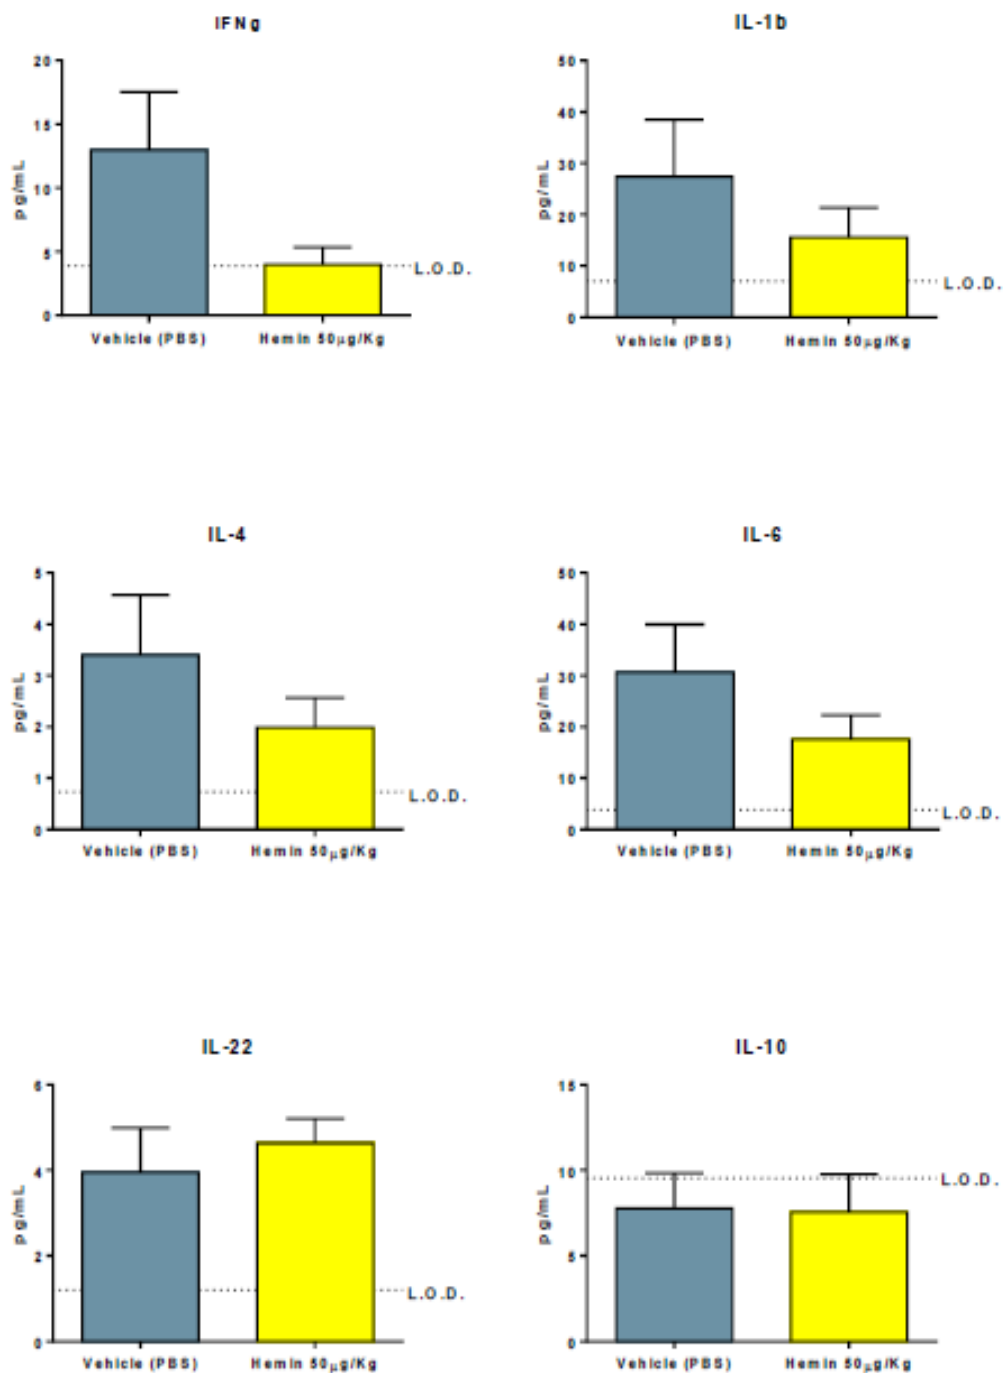 IFNg
20
15
10
5
0
pg/mL
L.O.D.
Vehicle (PBS) Hemin 50µg/Kg
IL-1b
50
40
30
20
10
0
pg/mL
L.O.D.
Vehicle (PBS) Hemin 50µg/Kg
IL-4
5
4
3
2
1
0
pg/mL
L.O.D.
Vehicle (PBS) Hemin 50µg/Kg
IL-6
50
40
30
20
10
0
pg/mL
L.O.D.
Vehicle (PBS) Hemin 50µg/Kg
IL-22
6
4
2
0
pg/mL
L.O.D.
Vehicle (PBS) Hemin 50µg/Kg
IL-10
15
10
5
0
pg/mL
L.O.D.
Vehicle (PBS) Hemin 50µg/Kg